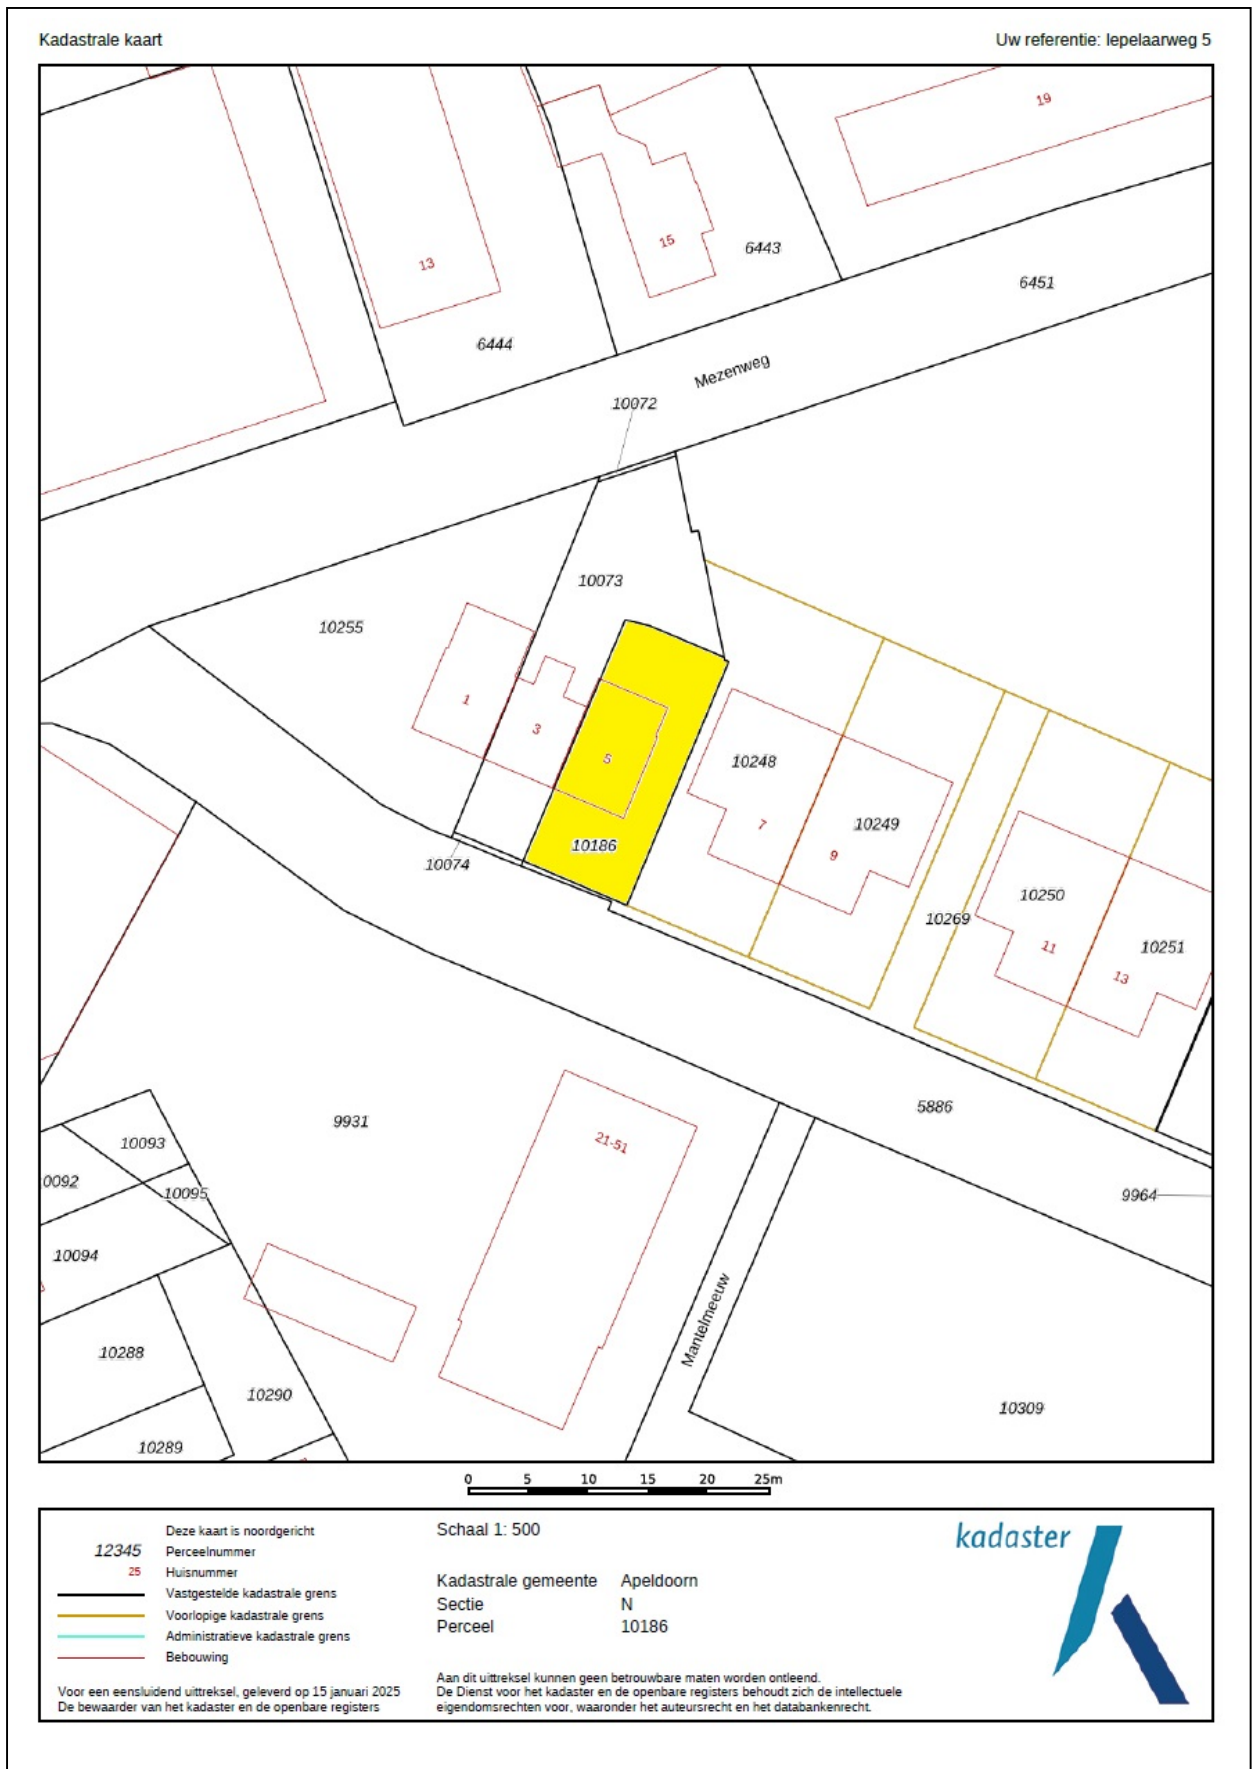 Kadastrale kaart
Uw referentie: lepelaarweg 5
19
13
15
6443
6451
6444
Mezenweg
10072
10073
10255
1
3
5
10248
7
10249
9
10186
10074
10250
10269
11
10251
13
9931
5886
21-51
10093
0092
10095
9964
10094
Mantelmeeuw
10288
10290
10309
10289
0 5 10 15 20 25m
Deze kaart is noordgericht
12345 Perceelnummer
25 Huisnummer
Vastgestelde kadastrale grens
Voorlopige kadastrale grens
Administratieve kadastrale grens
Bebouwing
Voor een eensluidend uittreksel, geleverd op 15 januari 2025
De bewaarder van het kadaster en de openbare registers
Schaal 1: 500
Kadastrale gemeente Apeldoorn
Sectie N
Perceel 10186
Aan dit uittreksel kunnen geen betrouwbare maten worden ontleend.
De Dienst voor het kadaster en de openbare registers behoudt zich de intellectuele
eigendomsrechten voor, waaronder het auteursrecht en het databankenrecht.
kadaster